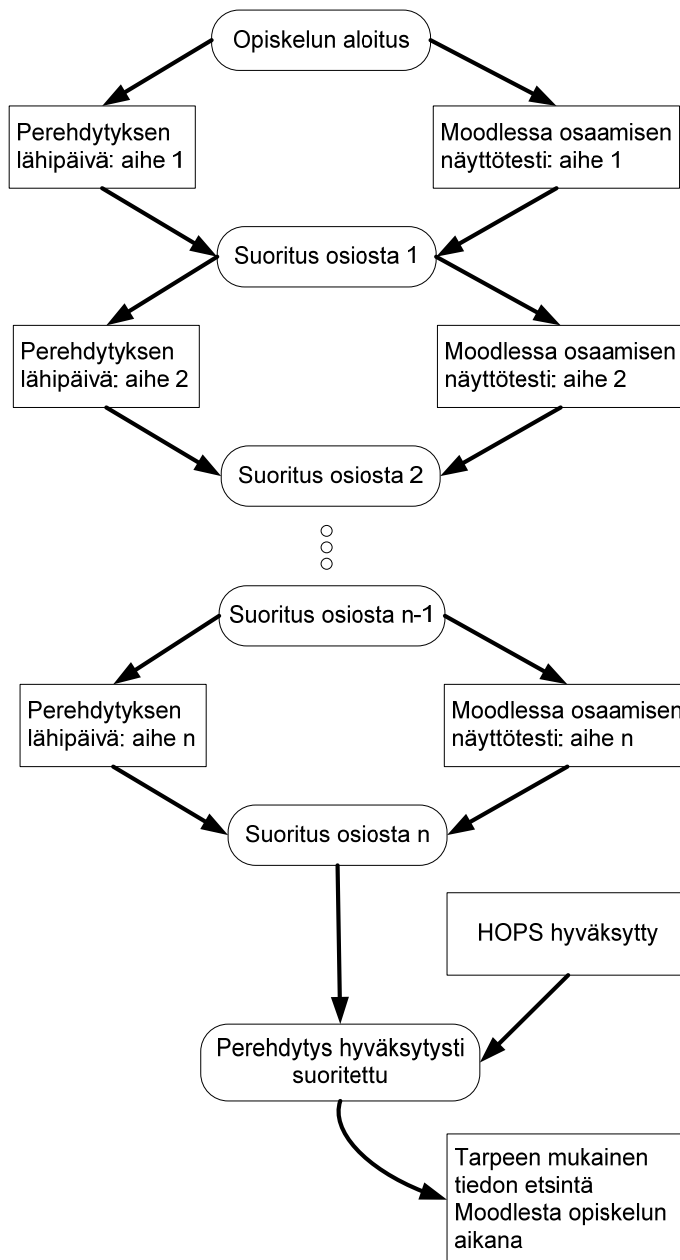 Opiskelun aloitus
Perehdytyksen
lähipäivä: aihe 1
Moodlessa osaamisen
näyttötesti: aihe 1
Suoritus osiosta 1
Perehdytyksen
lähipäivä: aihe 2
Moodlessa osaamisen
näyttötesti: aihe 2
Suoritus osiosta 2
Suoritus osiosta n-1
Perehdytyksen
lähipäivä: aihe n
Moodlessa osaamisen
näyttötesti: aihe n
Suoritus osiosta n
HOPS hyväksytty
Perehdytys hyväksytysti
suoritettu
Tarpeen mukainen
tiedon etsintä
Moodlesta opiskelun
aikana